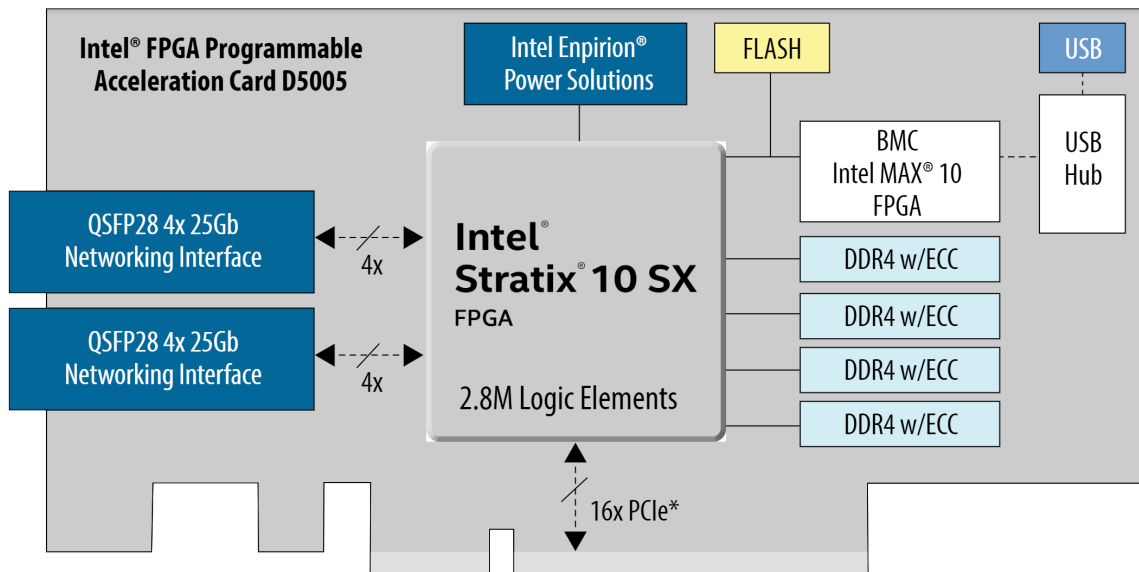 Intel® FPGA Programmable
Acceleration Card D5005
Intel Enpirion®
Power Solutions
FLASH
USB
BMC
Intel MAX® 10
FPGA
USB
Hub
QSFP28 4x 25Gb
Networking Interface
4x
Intel®
Stratix® 10 SX
FPGA
2.8M Logic Elements
DDR4 w/ECC
DDR4 w/ECC
DDR4 w/ECC
DDR4 w/ECC
QSFP28 4x 25Gb
Networking Interface
4x
16x PCIe*